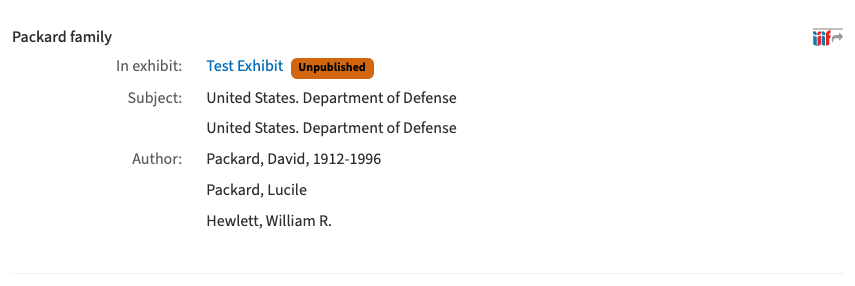 Packard family
iiif
In exhibit: Test Exhibit Unpublished
Subject: United States. Department of Defense
United States. Department of Defense
Author: Packard, David, 1912-1996
Packard, Lucile
Hewlett, William R.